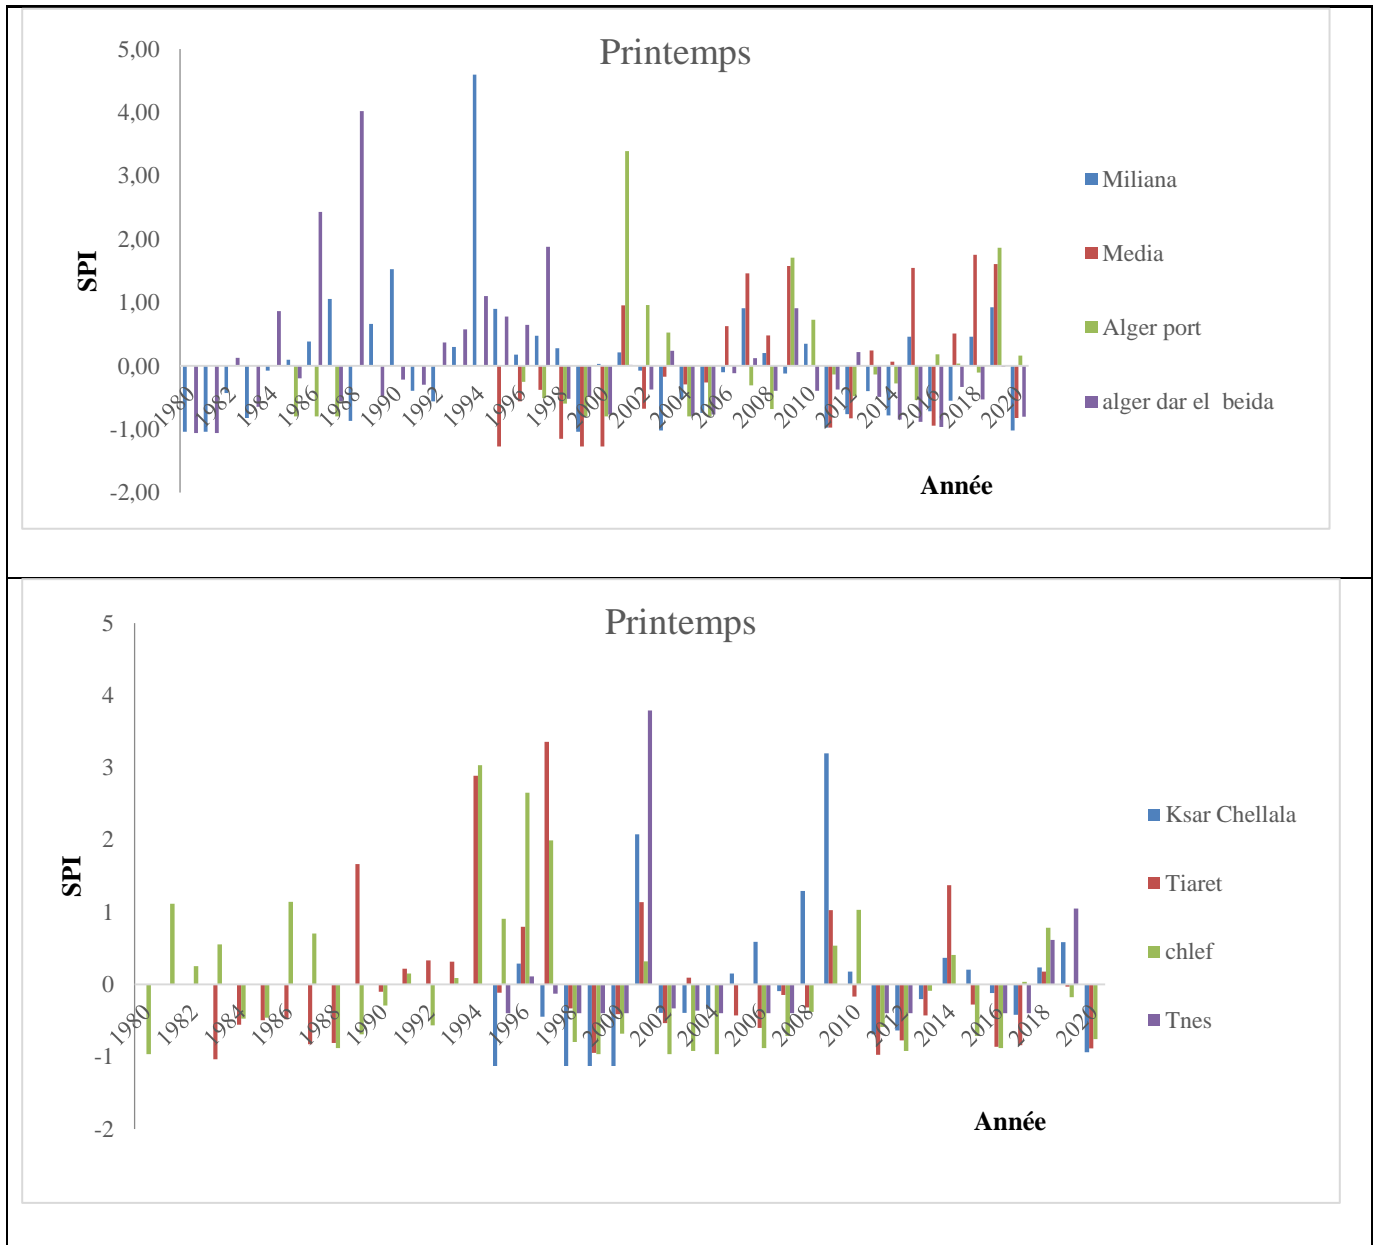 Printemps
5,00
4,00
3,00
2,00
1,00
0,00
-1,00
-2,00
SPI
1980 1982 1984 1986 1988 1990 1992 1994 1996 1998 2000 2002 2004 2006 2008 2010 2012 2014 2016 2018 2020
Année
Miliana
Media
Alger port
alger dar el beida
Printemps
5
4
3
2
1
0
-1
-2
SPI
1980 1982 1984 1986 1988 1990 1992 1994 1996 1998 2000 2002 2004 2006 2008 2010 2012 2014 2016 2018 2020
Année
Ksar Chellala
Tiaret
chlef
Tnes